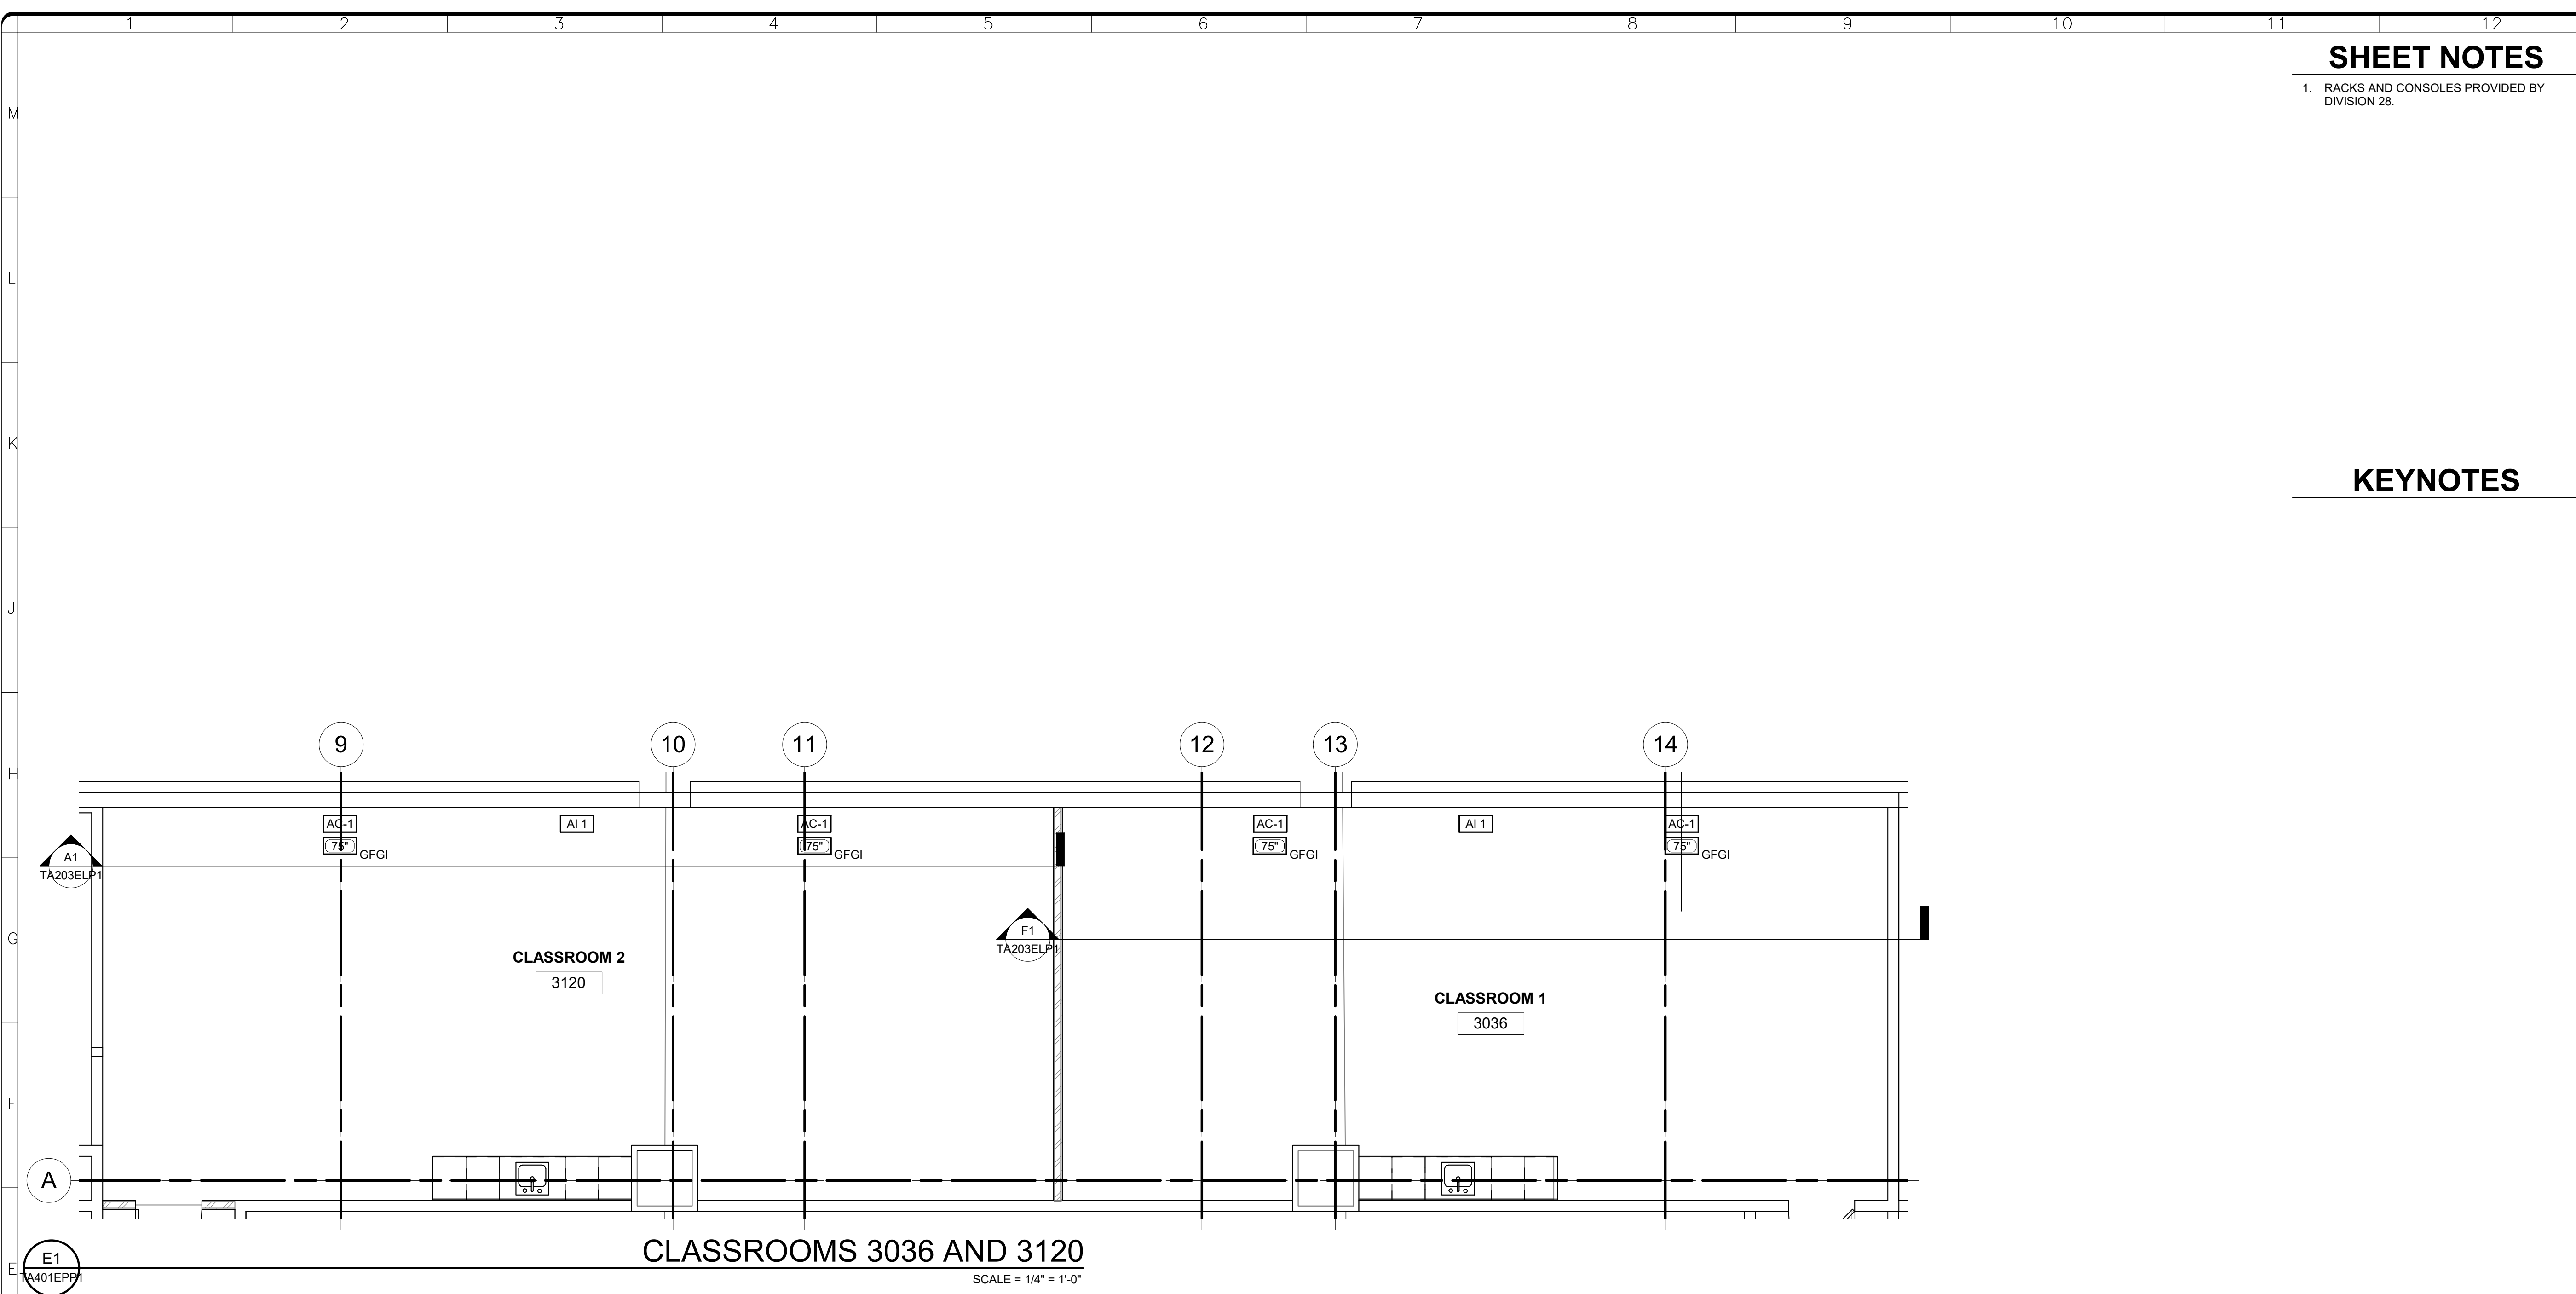 1 2 3 4 5 6 7 8 9 10 11 12
SHEET NOTES
1. RACKS AND CONSOLES PROVIDED BY
DIVISION 28.
M
L
K
KEYNOTES
J
H
9 10 11 12 13 14
AC-1 AI 1 AC-1 AC-1 AI 1 AC-1
75" GFGI 75" GFGI 75" GFGI 75" GFGI
A1
TA203ELP1
F1
TA203ELP1
G
CLASSROOM 2
3120
CLASSROOM 1
3036
F
A
CLASSROOMS 3036 AND 3120
E1
TA401EPP1
E
SCALE = 1/4" = 1'-0"